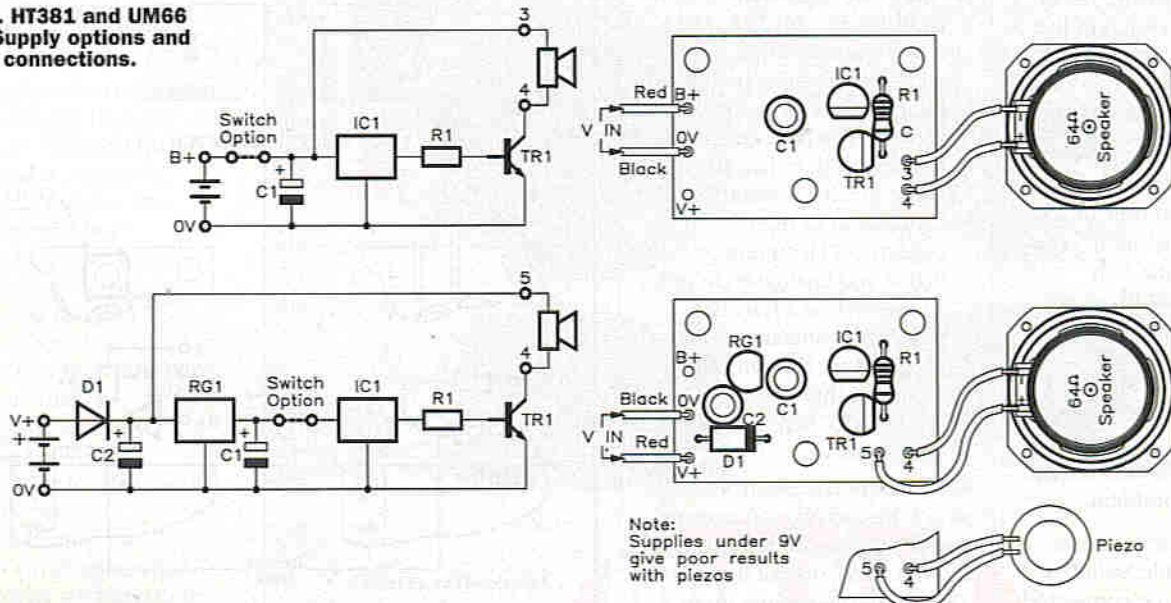 . HT381 and UM66
Supply options and
connections.
3
4
Switch
Option
IC1
R1
B+
+
C1
TR1
0V
Red
B+
V IN
0V
Black
V+
C1
IC1
R1
C
TR1
3
4
64Ω
Speaker
5
4
D1
RG1
Switch
Option
IC1
R1
V+
+
+
C2
+
C1
TR1
0V
B+
RG1
IC1
R1
Black
0V
C1
V IN
C2
Red
V+
D1
TR1
5
4
64Ω
Speaker
Note:
Supplies under 9V
give poor results
with piezos
5
4
Piezo